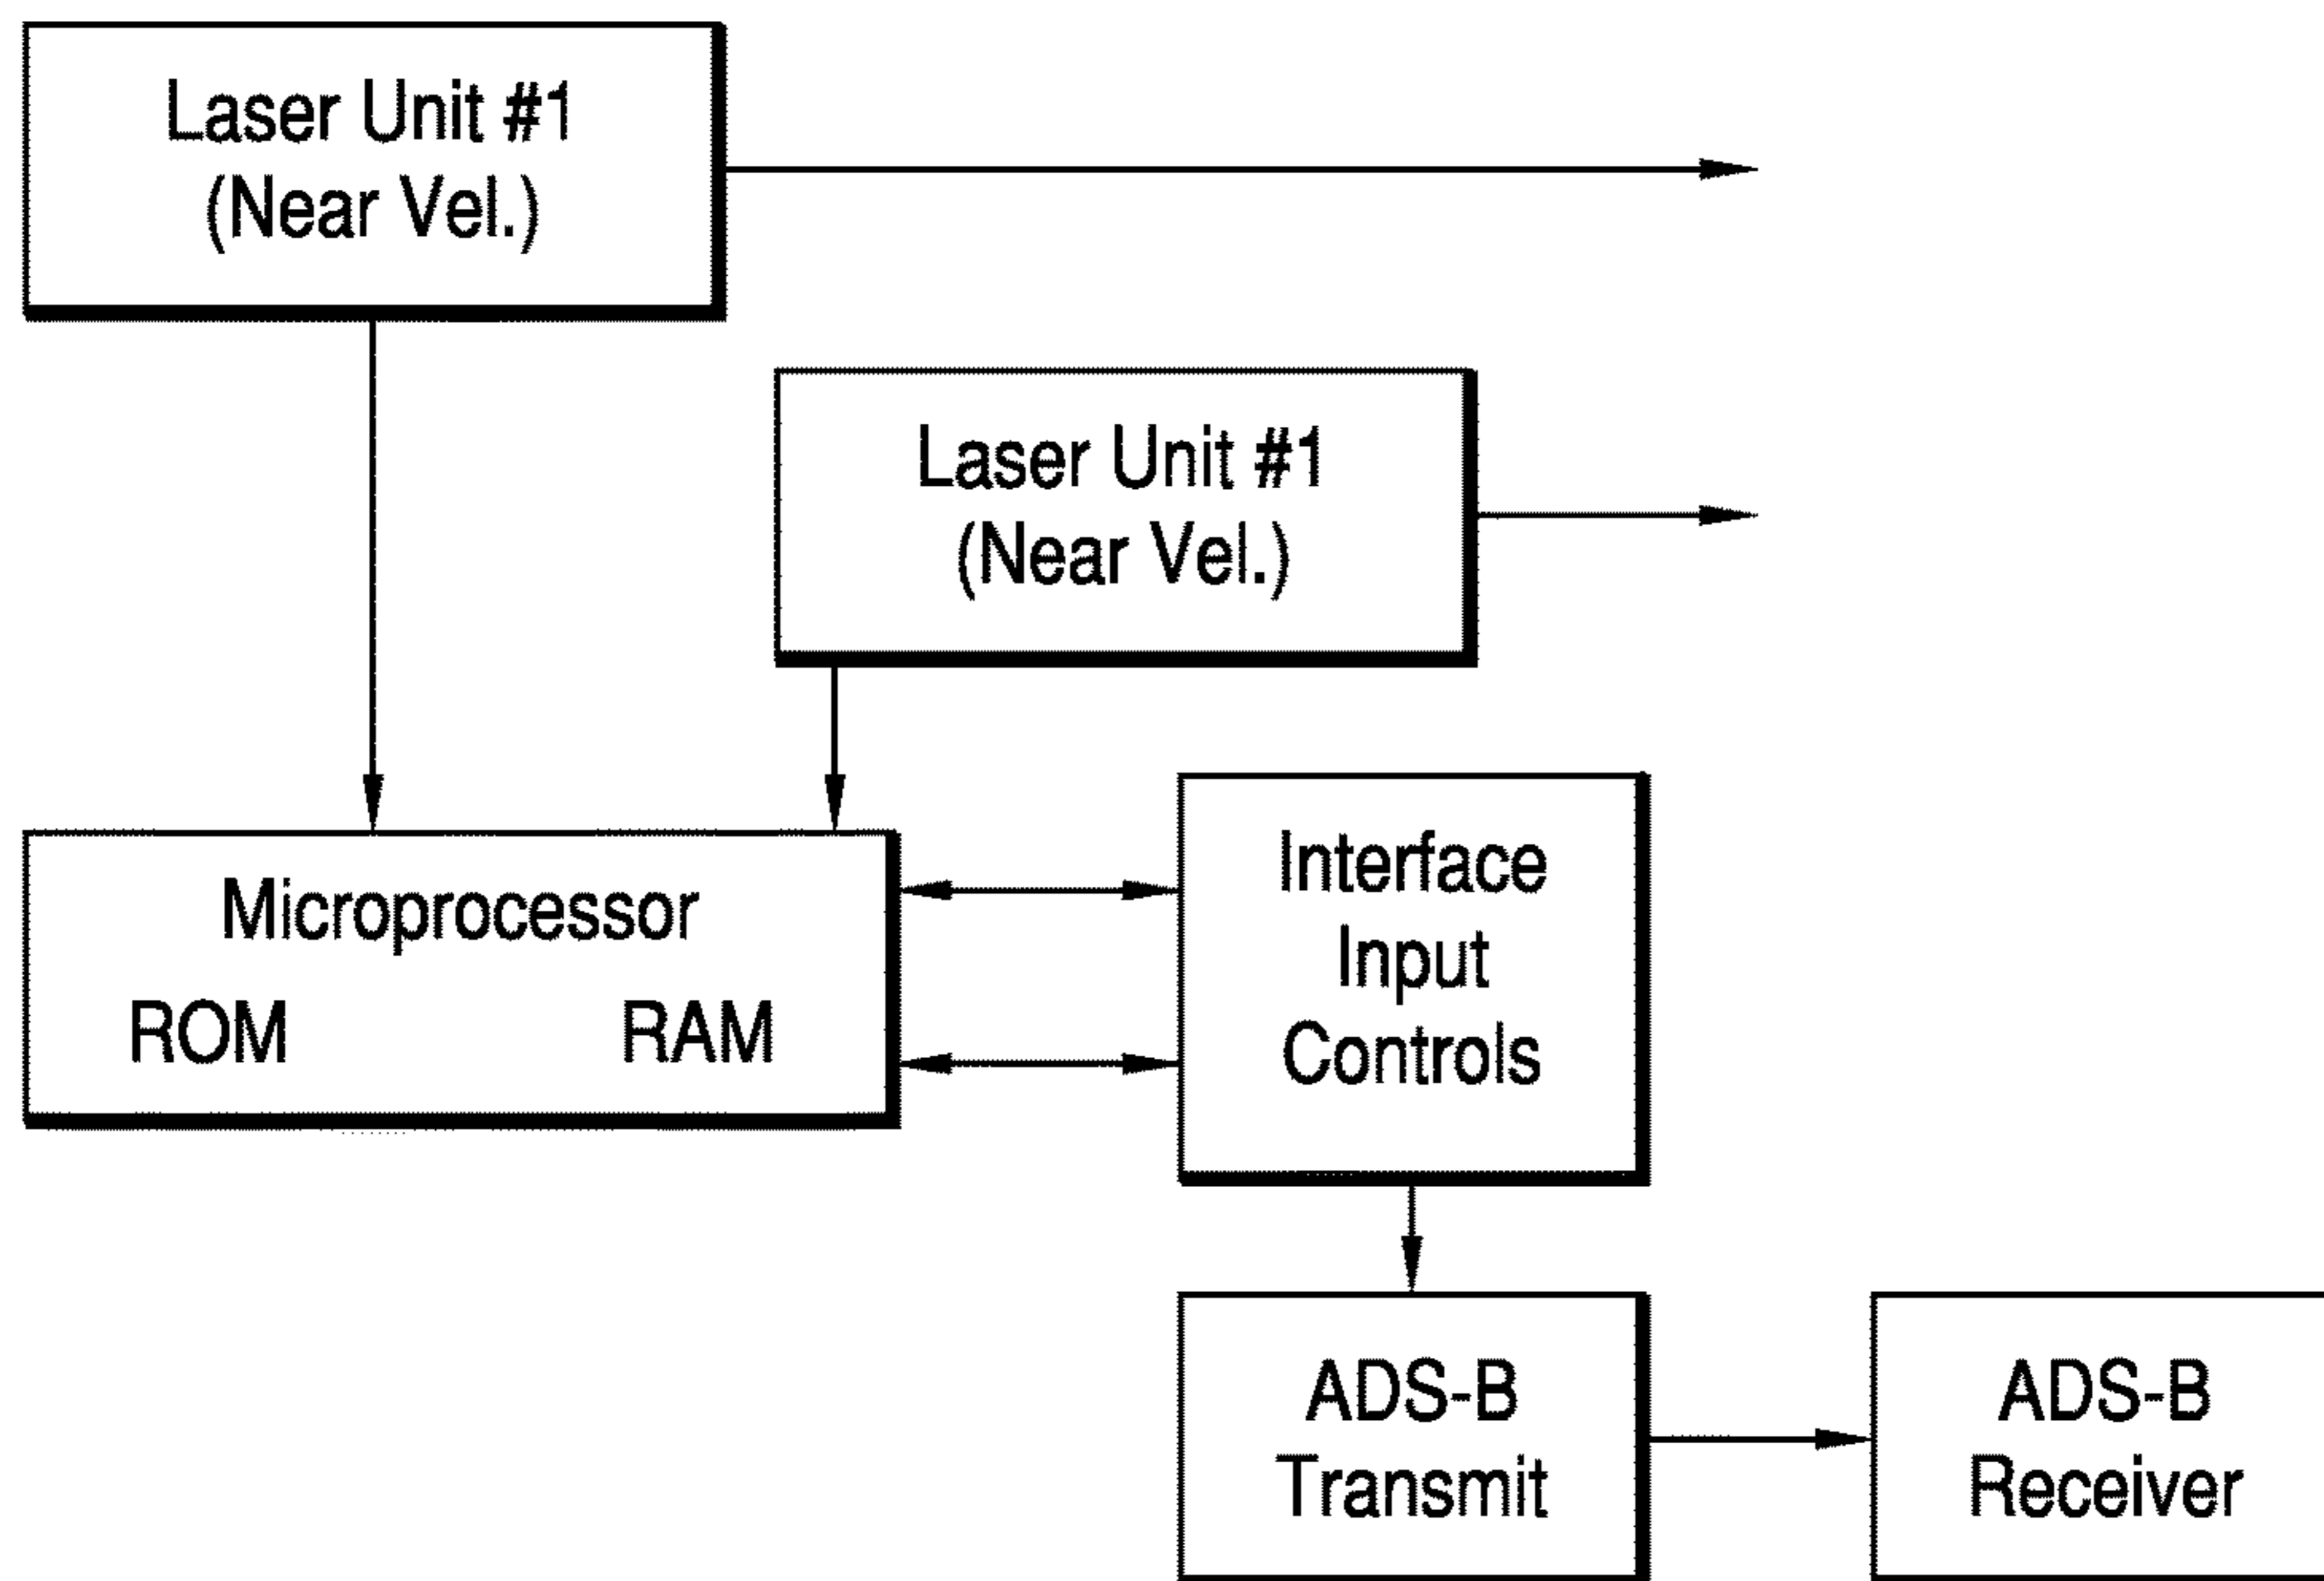 Laser Unit #1
(Near Vel.)
Laser Unit #1
(Near Vel.)
Microprocessor
ROM RAM
Interface
Input
Controls
ADS-B
Transmit
ADS-B
Receiver